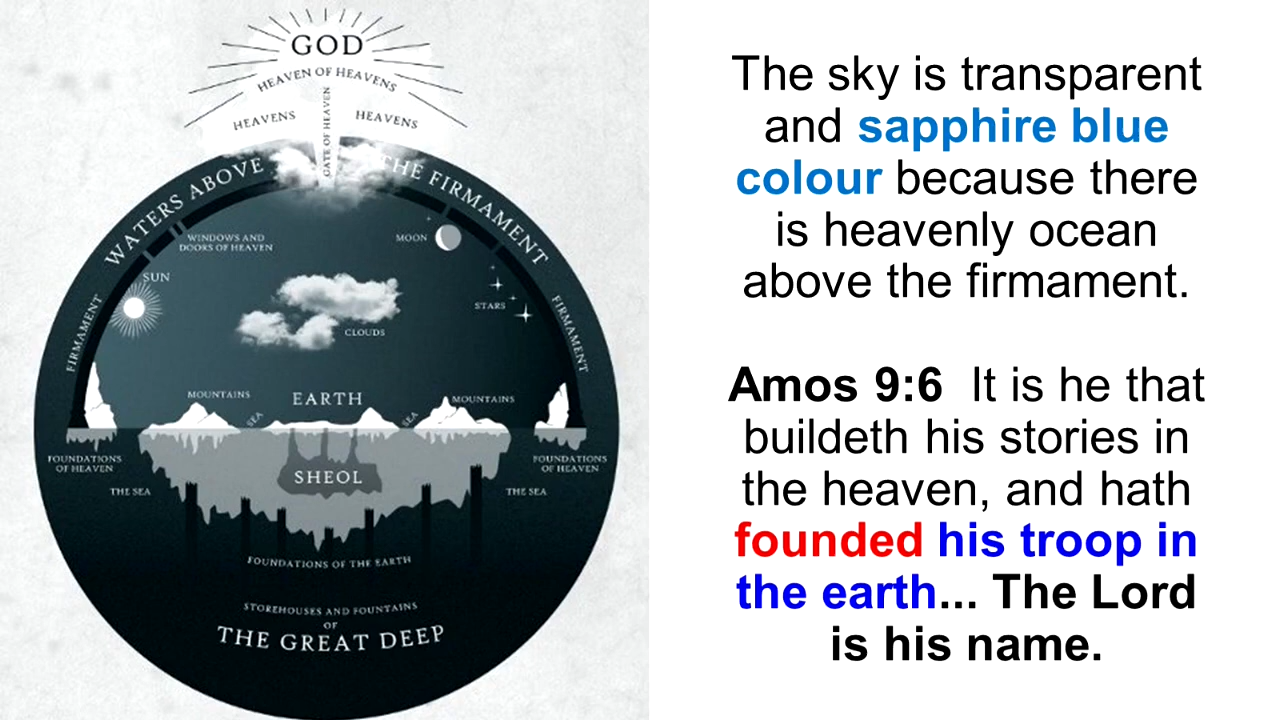 GOD
HEAVEN OF HEAVENS
HEAVENS
GATE OF HEAVEN
HEAVENS
WATERS ABOVE
THE FIRMAMENT
WINDOWS AND
DOORS OF HEAVEN
MOON
SUN
STARS
FIRMAMENT
FIRMAMENT
CLOUDS
MOUNTAINS
EARTH
MOUNTAINS
SEA
SEA
FOUNDATIONS
OF HEAVEN
FOUNDATIONS
OF HEAVEN
SHEOL
THE SEA
THE SEA
FOUNDATIONS OF THE EARTH
STOREHOUSES AND FOUNTAINS
OF
THE GREAT DEEP
The sky is transparent
and sapphire blue
colour because there
is heavenly ocean
above the firmament.
Amos 9:6 It is he that
buildeth his stories in
the heaven, and hath
founded his troop in
the earth... The Lord
is his name.